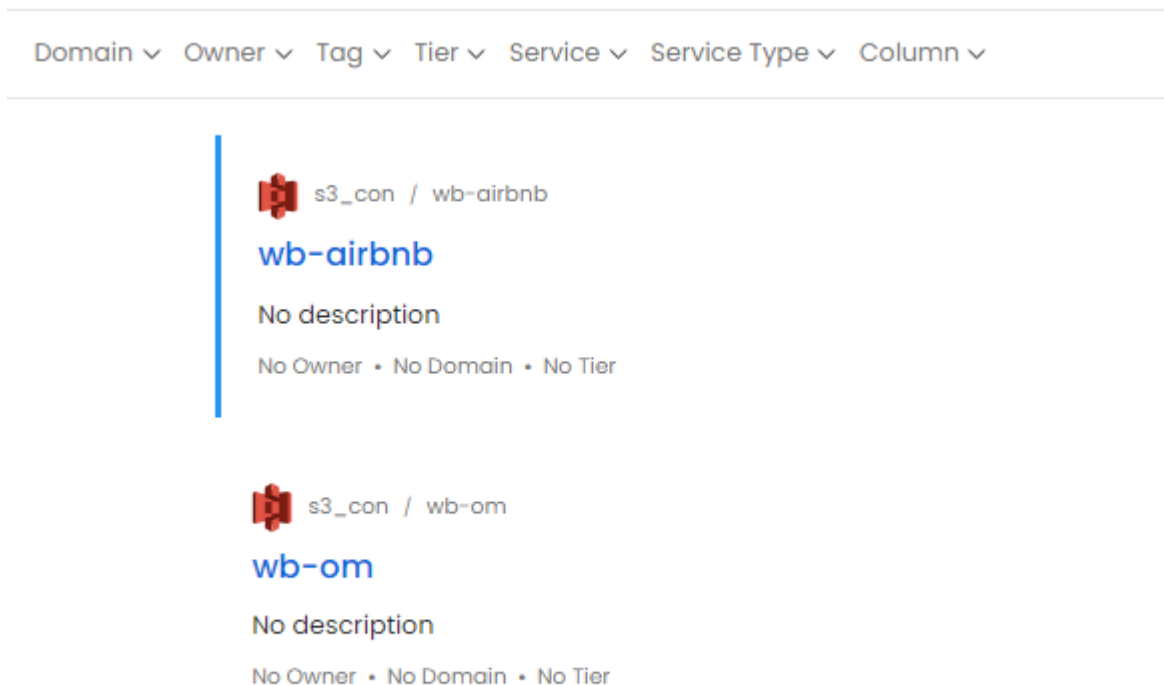 Domain Owner Tag Tier Service Service Type Column
s3_con / wb-airbnb
wb-airbnb
No description
No Owner • No Domain • No Tier
s3_con / wb-om
wb-om
No description
No Owner • No Domain • No Tier